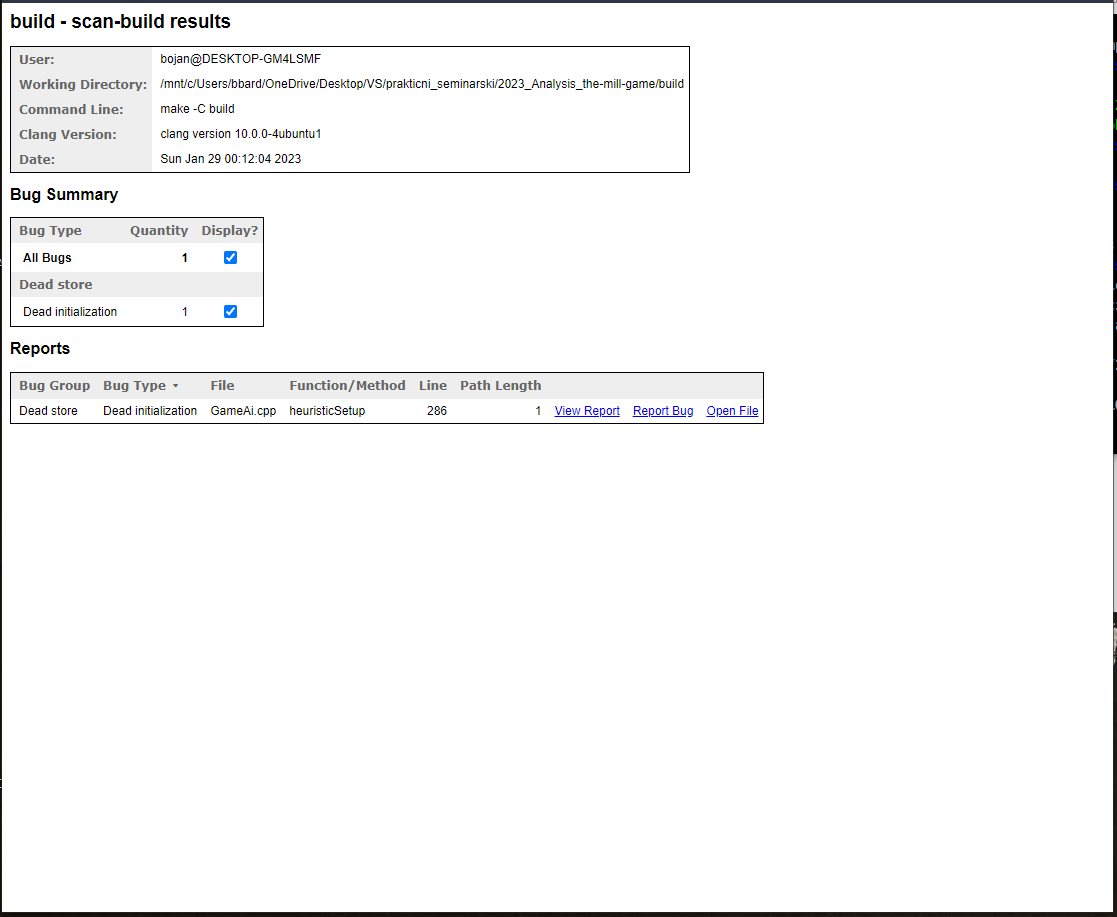 build - scan-build results
User: bojan@DESKTOP-GM4LSMF
Working Directory: /mnt/c/Users/bbard/OneDrive/Desktop/VS/prakticni_seminarski/2023_Analysis_the-mill-game/build
Command Line: make -C build
Clang Version: clang version 10.0.0-4ubuntu1
Date: Sun Jan 29 00:12:04 2023
Bug Summary
Bug Type Quantity Display?
All Bugs 1
Dead store
Dead initialization 1
Reports
Bug Group Bug Type File Function/Method Line Path Length
Dead store Dead initialization GameAi.cpp heuristicSetup 286 1 View Report Report Bug Open File